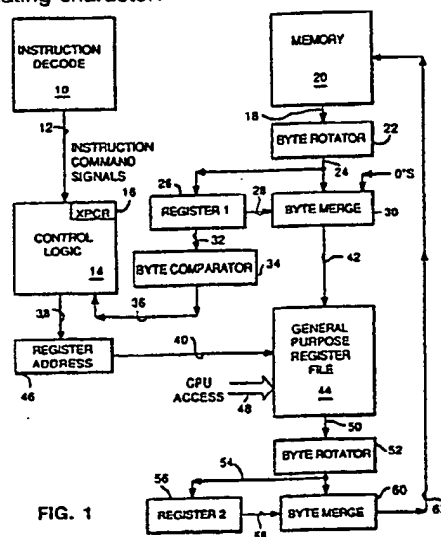 ating character.
INSTRUCTION
DECODE
10
12
INSTRUCTION
COMMAND
SIGNALS
XPCR
16
CONTROL
LOGIC
14
38
REGISTER
ADDRESS
46
MEMORY
20
18
BYTE ROTATOR
22
24
0'S
26
REGISTER 1
28
BYTE MERGE
30
32
BYTE COMPARATOR
34
36
42
40
GENERAL
PURPOSE
REGISTER
FILE
44
CPU
ACCESS
48
50
BYTE ROTATOR
52
54
56
REGISTER 2
58
BYTE MERGE
60
FIG. 1